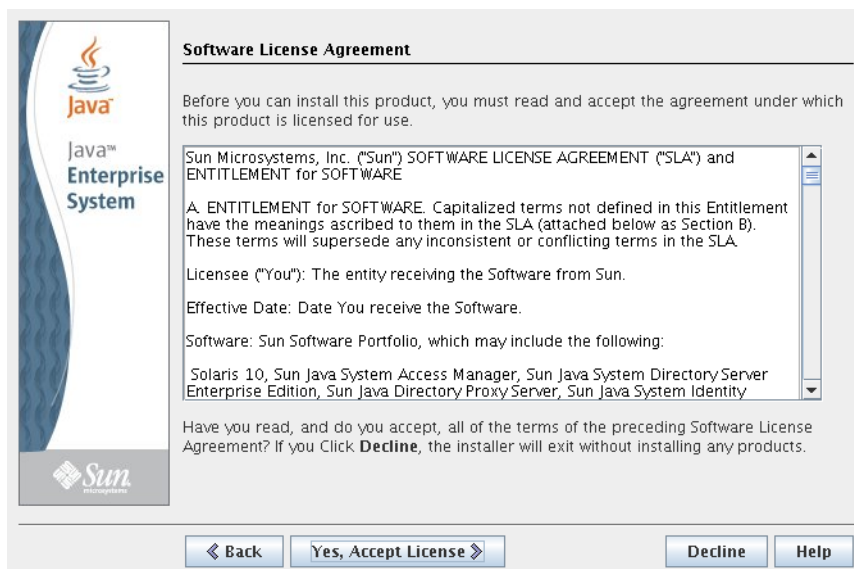 Java™
Java™
Enterprise
System
Sun
microsystems
Software License Agreement
Before you can install this product, you must read and accept the agreement under which
this product is licensed for use.
Sun Microsystems, Inc. ("Sun") SOFTWARE LICENSE AGREEMENT ("SLA") and
ENTITLEMENT for SOFTWARE
A. ENTITLEMENT for SOFTWARE. Capitalized terms not defined in this Entitlement
have the meanings ascribed to them in the SLA (attached below as Section B).
These terms will supersede any inconsistent or conflicting terms in the SLA.
Licensee ("You"): The entity receiving the Software from Sun.
Effective Date: Date You receive the Software.
Software: Sun Software Portfolio, which may include the following:
Solaris 10, Sun Java System Access Manager, Sun Java System Directory Server
Enterprise Edition, Sun Java Directory Proxy Server, Sun Java System Identity
Have you read, and do you accept, all of the terms of the preceding Software License
Agreement? If you Click Decline, the installer will exit without installing any products.
Back
Yes, Accept License
Decline
Help